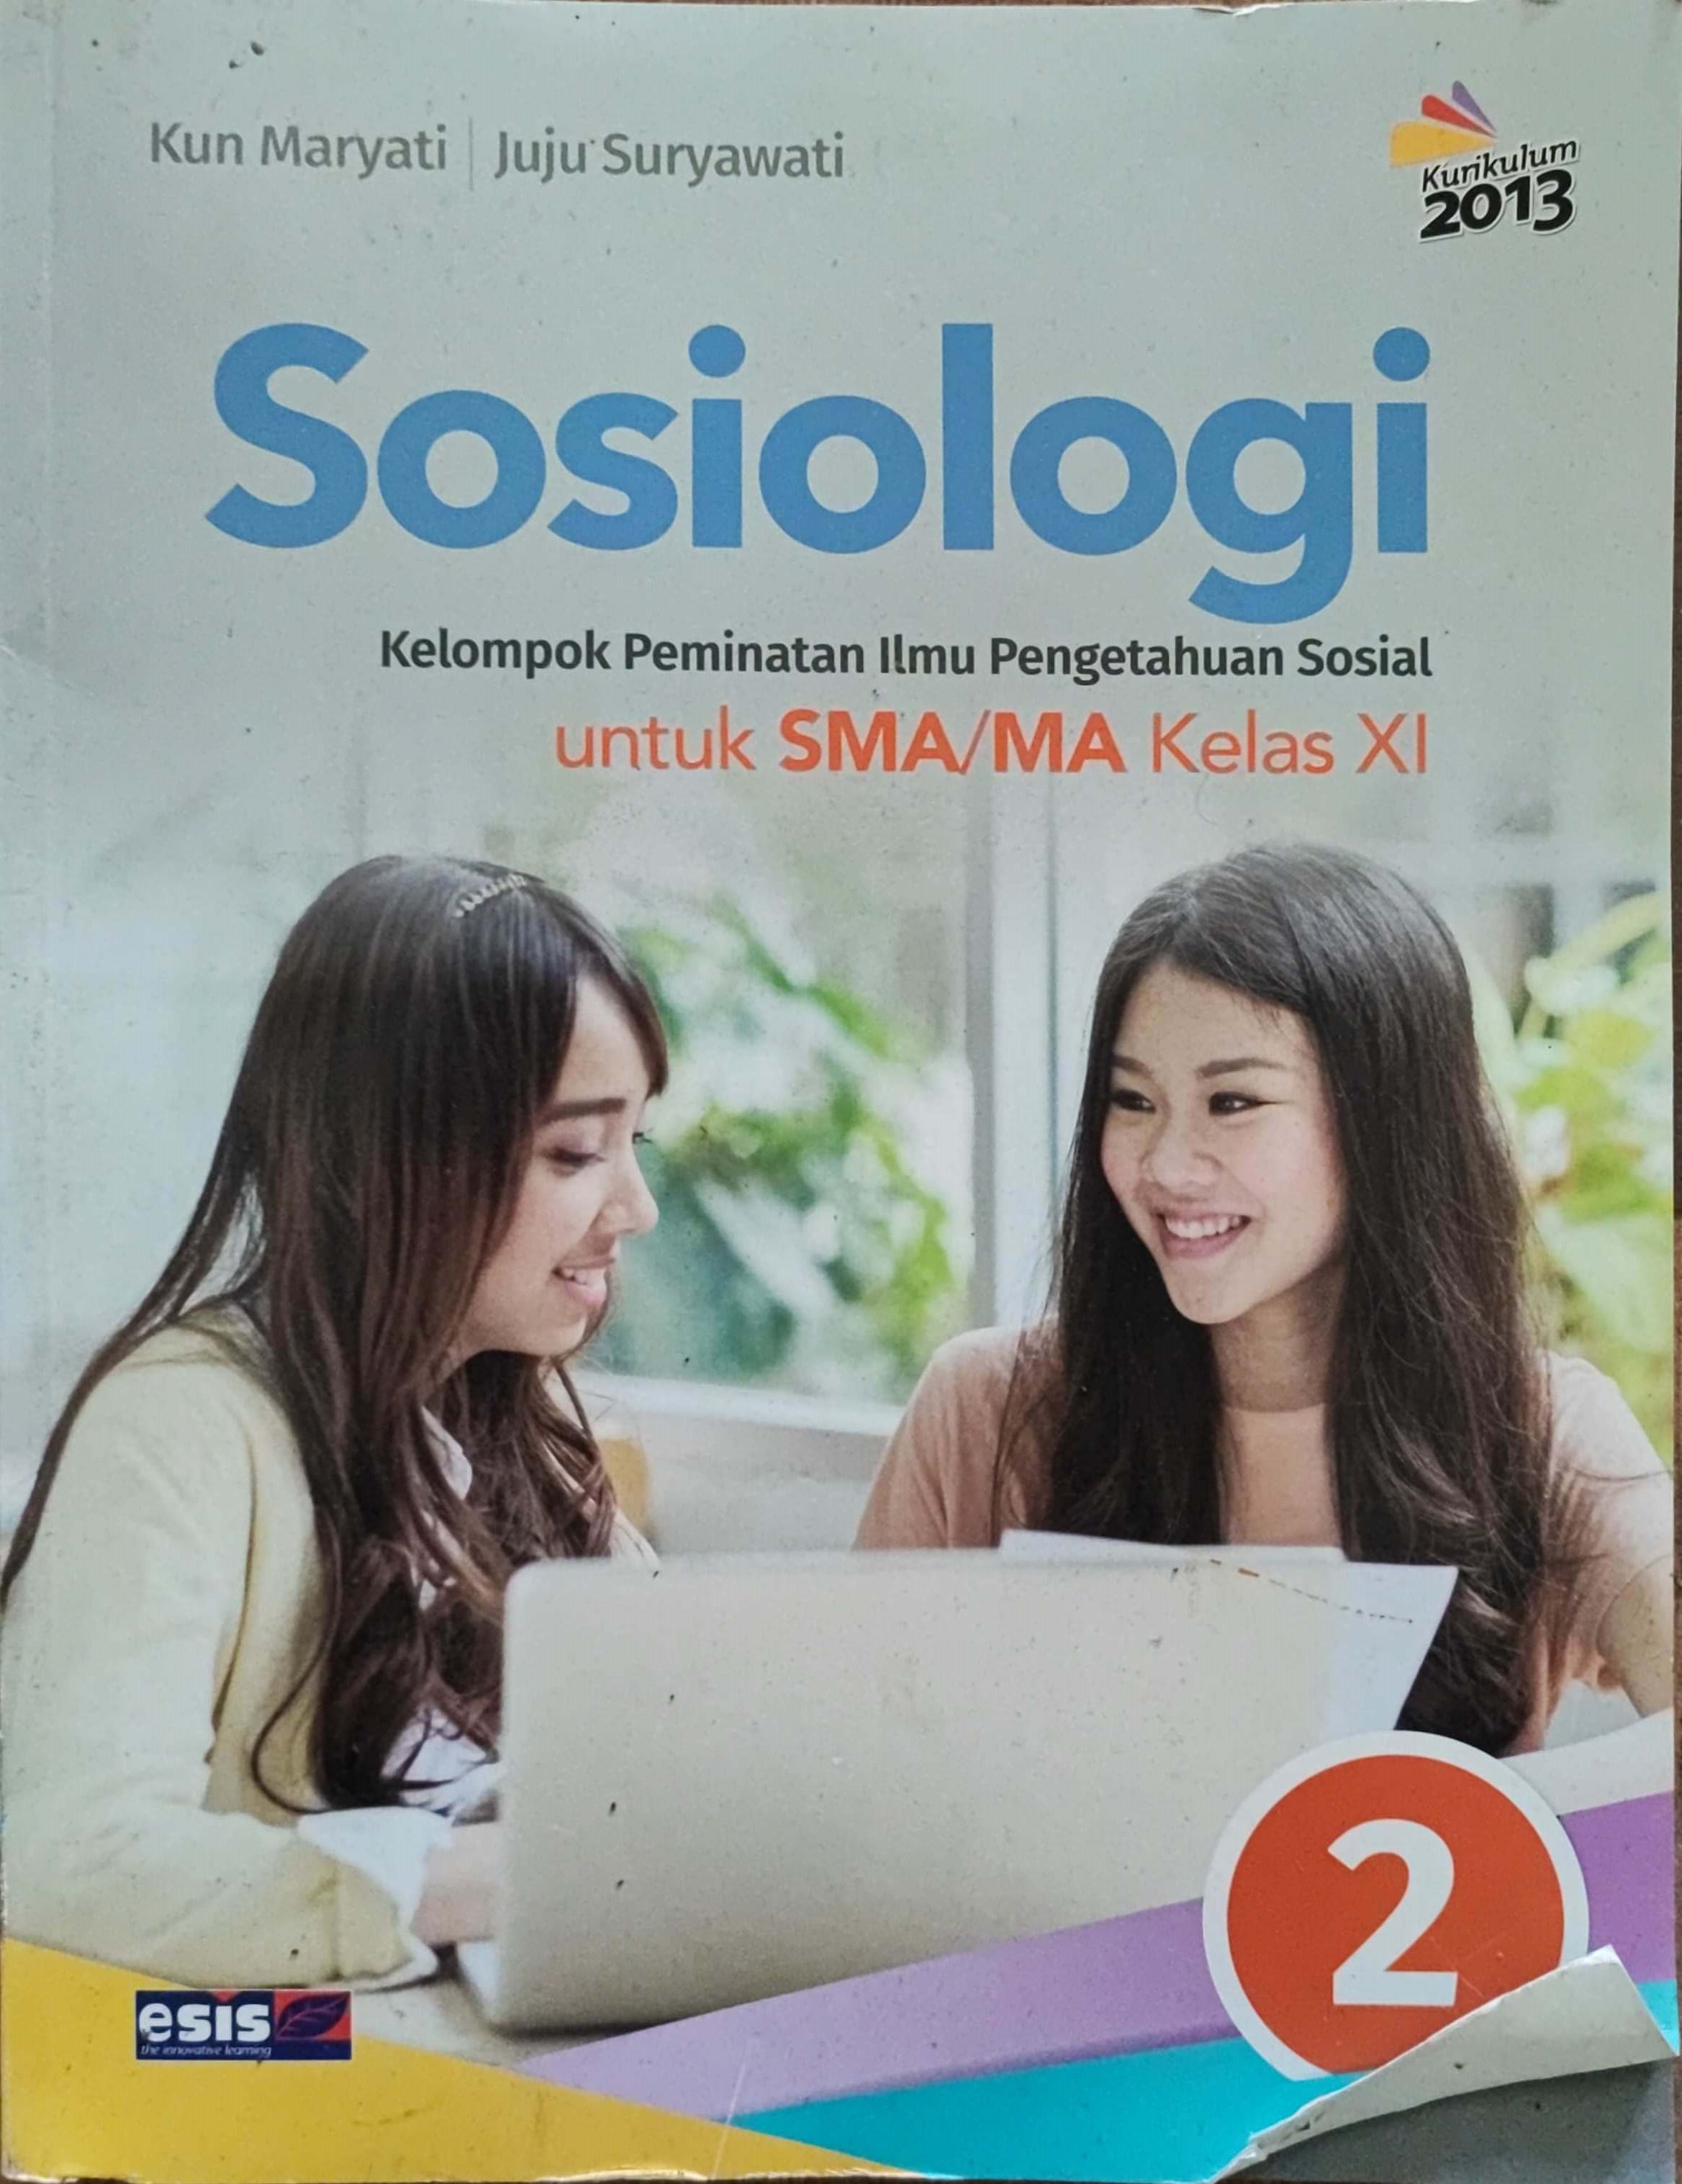 Kun Maryati | Juju Suryawati
Kurikulum
2013
Sosiologi
Kelompok Peminatan Ilmu Pengetahuan Sosial
untuk SMA/MA Kelas XI
2
esis
the innovative learning